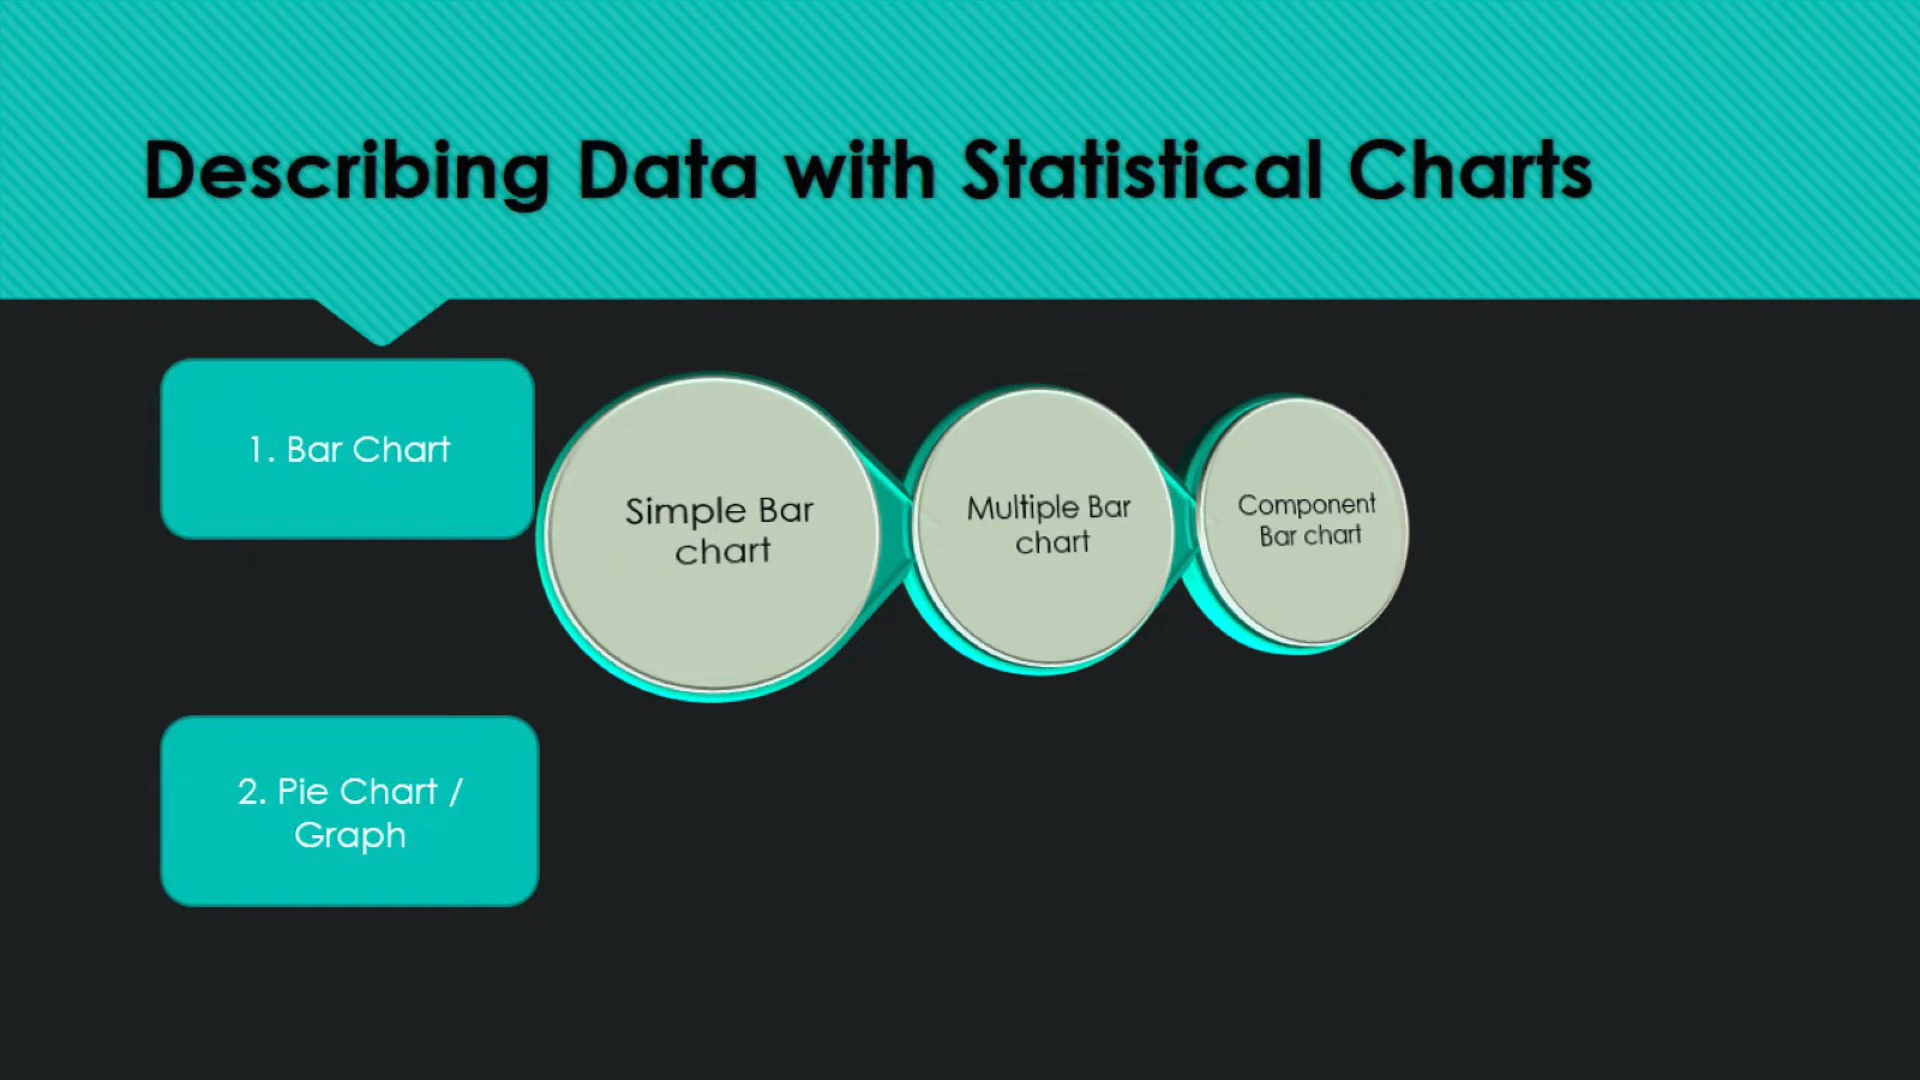 Describing Data with Statistical Charts
1. Bar Chart
Simple Bar
chart
Multiple Bar
chart
Component
Bar chart
2. Pie Chart /
Graph